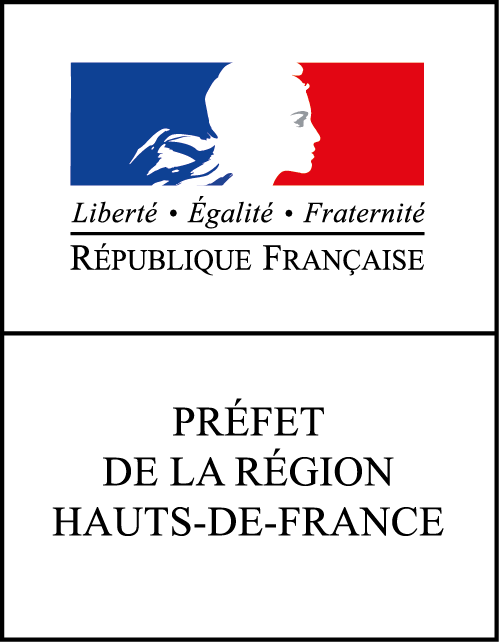 Liberté • Égalité • Fraternité
RÉPUBLIQUE FRANÇAISE
PRÉFET
DE LA RÉGION
HAUTS-DE-FRANCE